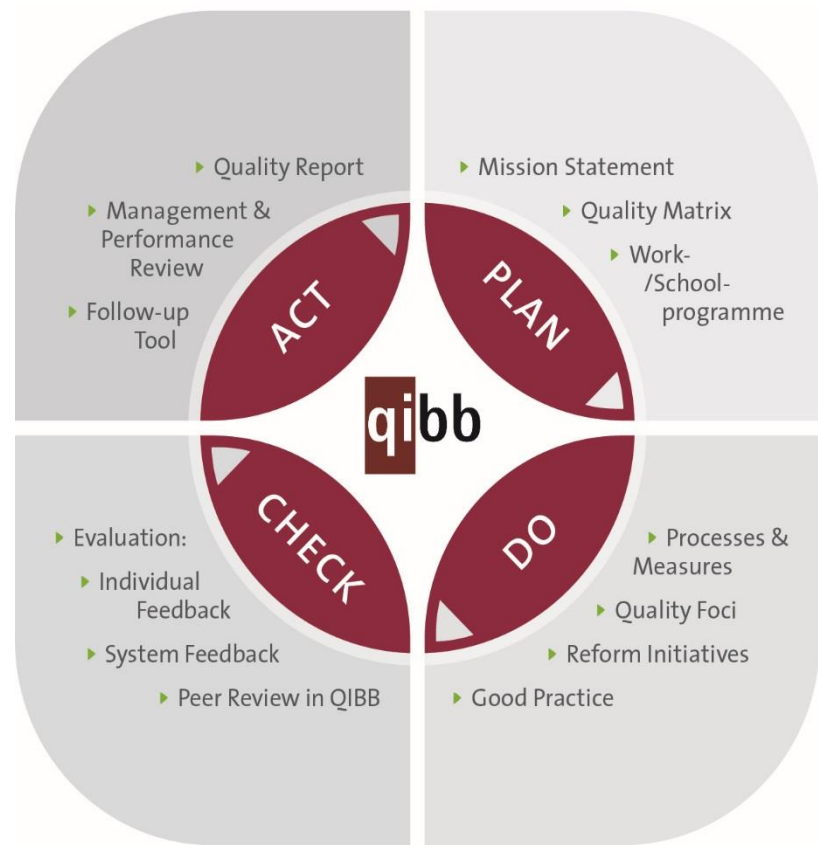 Quality Report
Management &
Performance
Review
Follow-up
Tool
ACT
Mission Statement
Quality Matrix
Work-
/School-
programme
PLAN
qibb
Evaluation:
Individual
Feedback
System Feedback
Peer Review in QIBB
CHECK
Processes &
Measures
Quality Foci
Reform Initiatives
Good Practice
DO